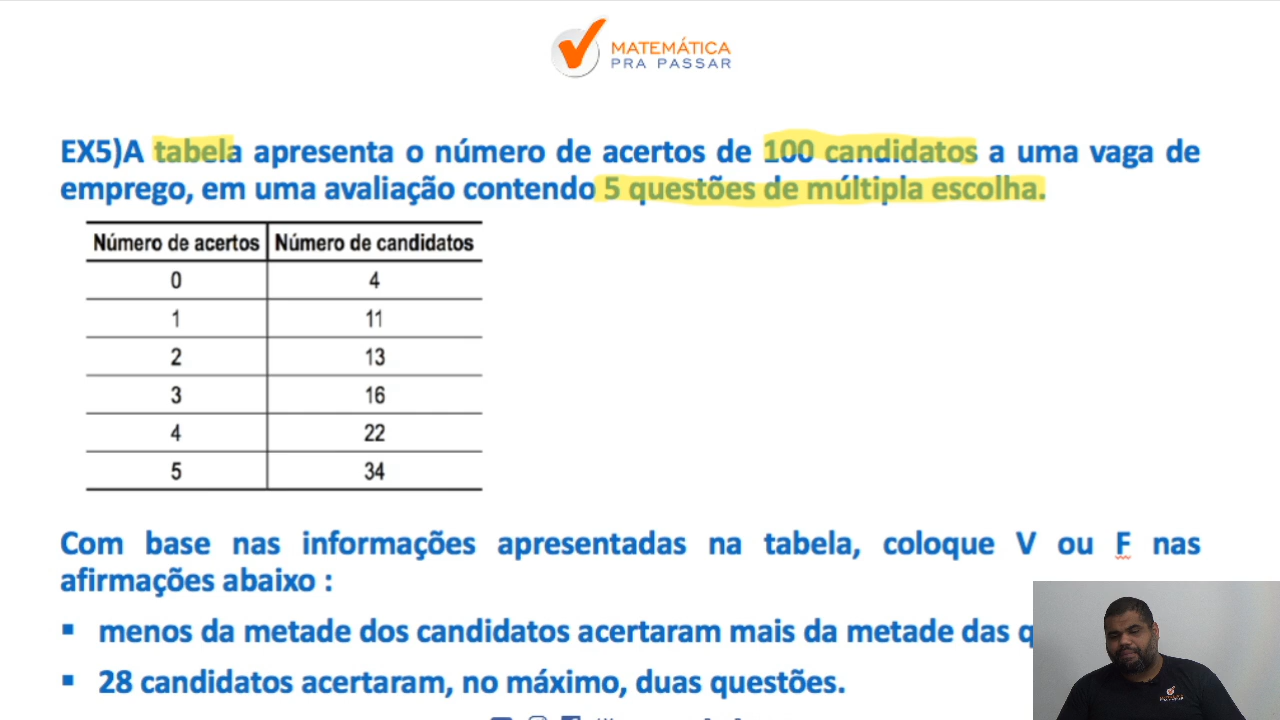 MATEMÁTICA
PRA PASSAR
EX5)A tabela apresenta o número de acertos de 100 candidatos a uma vaga de
emprego, em uma avaliação contendo 5 questões de múltipla escolha.
Número de acertos Número de candidatos
0 4
1 11
2 13
3 16
4 22
5 34
Com base nas informações apresentadas na tabela, coloque V ou F nas
afirmações abaixo :
▪ menos da metade dos candidatos acertaram mais da metade das q
▪ 28 candidatos acertaram, no máximo, duas questões.